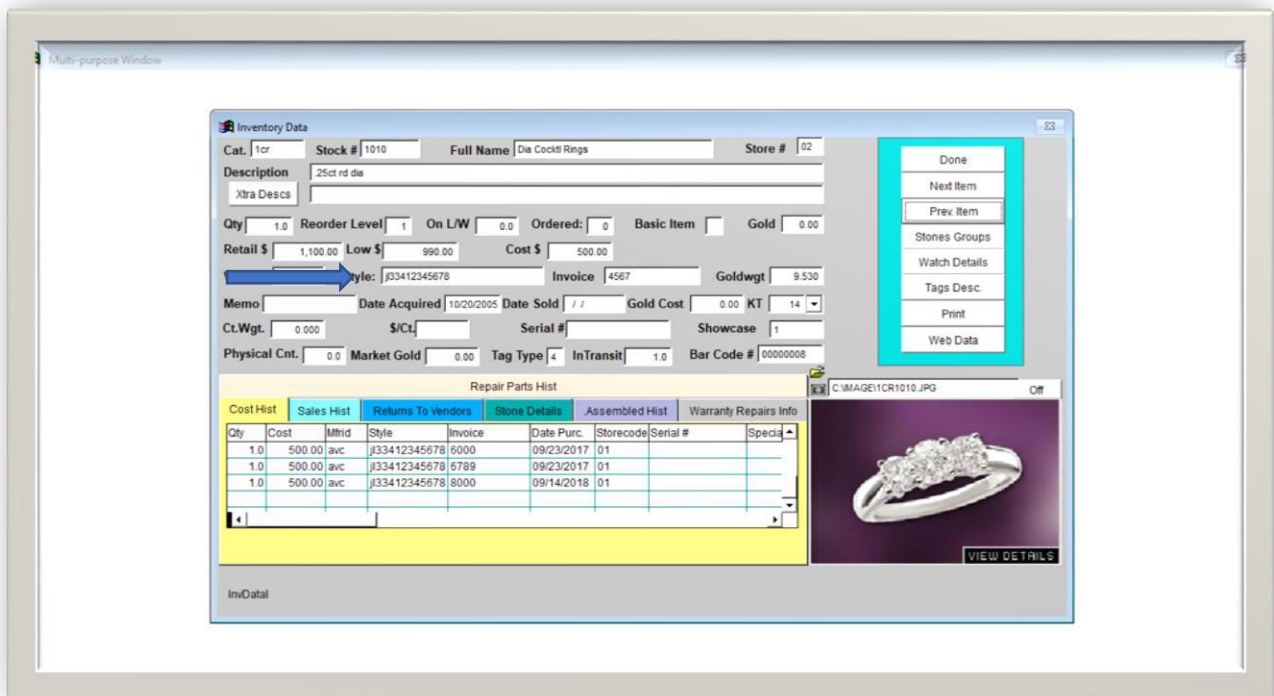 Multi-purpose Window
Inventory Data
Cat. 1cr Stock # 1010 Full Name Dia Cocktl Rings Store # 02
Description .25ct rd dia
Xtra Descs
Qty 1.0 Reorder Level 1 On L/W 0.0 Ordered: 0 Basic Item Gold 0.00
Retail $ 1,100.00 Low $ 990.00 Cost $ 500.00
tyle: jl33412345678 Invoice 4567 Goldwgt 9.530
Memo Date Acquired 10/20/2005 Date Sold / / Gold Cost 0.00 KT 14
Ct.Wgt. 0.000 $/Ct. Serial # Showcase 1
Physical Cnt. 0.0 Market Gold 0.00 Tag Type 4 InTransit 1.0 Bar Code # 00000008
Done
Next Item
Prev. Item
Stones Groups
Watch Details
Tags Desc.
Print
Web Data
Repair Parts Hist
C:\IMAGE\1CR1010.JPG Off
Cost Hist Sales Hist Returns To Vendors Stone Details Assembled Hist Warranty Repairs Info
Qty Cost Mfrid Style Invoice Date Purc. Storecode Serial # Specia
1.0 500.00 avc jl33412345678 6000 09/23/2017 01
1.0 500.00 avc jl33412345678 6789 09/23/2017 01
1.0 500.00 avc jl33412345678 8000 09/14/2018 01
VIEW DETAILS
InvDataI